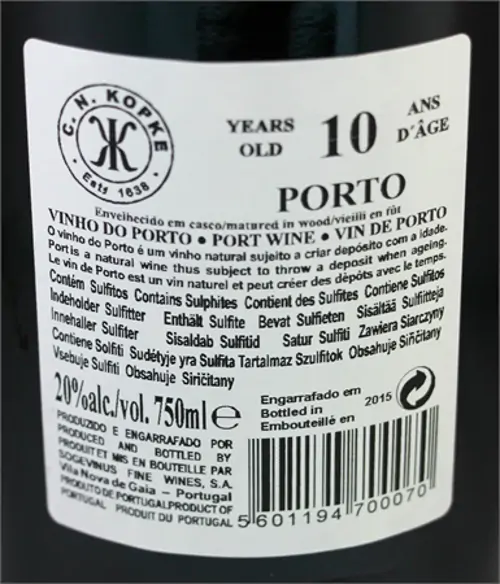 C. N. KOPKE
Estd 1638
YEARS OLD 10 ANS D'ÂGE
PORTO
Envelhecido em casco/matured in wood/vieilli en fût
VINHO DO PORTO • PORT WINE • VIN DE PORTO
O vinho do Porto é um vinho natural sujeito a criar depósito com a idade.
Port is a natural wine thus subject to throw a deposit when ageing.
Le vin de Porto est un vin naturel et peut créer des dépôts avec le temps.
Contém Sulfitos Contains Sulphites Contient des Sulfites Contiene Sulfitos
Indeholder Sulfitter Enthält Sulfite Bevat Sulfieten Sisältää Sulfiitteja
Innehaller Sulfiter Sisaldab Sulfitid Satur Sulfiti Zawiera Siarczyny
Contiene Solfiti Sudėtyje yra Sulfita Tartalmaz Szulfitok Obsahuje Siňčitany
Vsebuje Sulfiti Obsahuje Siričitany
20%alc./vol. 750ml e
PRODUZIDO E ENGARRAFADO POR
PRODUCED AND BOTTLED BY
PRODUIT ET MIS EN BOUTEILLE PAR
SOGEVINUS FINE WINES, S.A.
Vila Nova de Gaia – Portugal
PRODUTO DE PORTUGAL PRODUCT OF
PORTUGAL PRODUIT DU PORTUGAL
Engarrafado em
Bottled in 2015
Embouteillé en
5 601194 700070